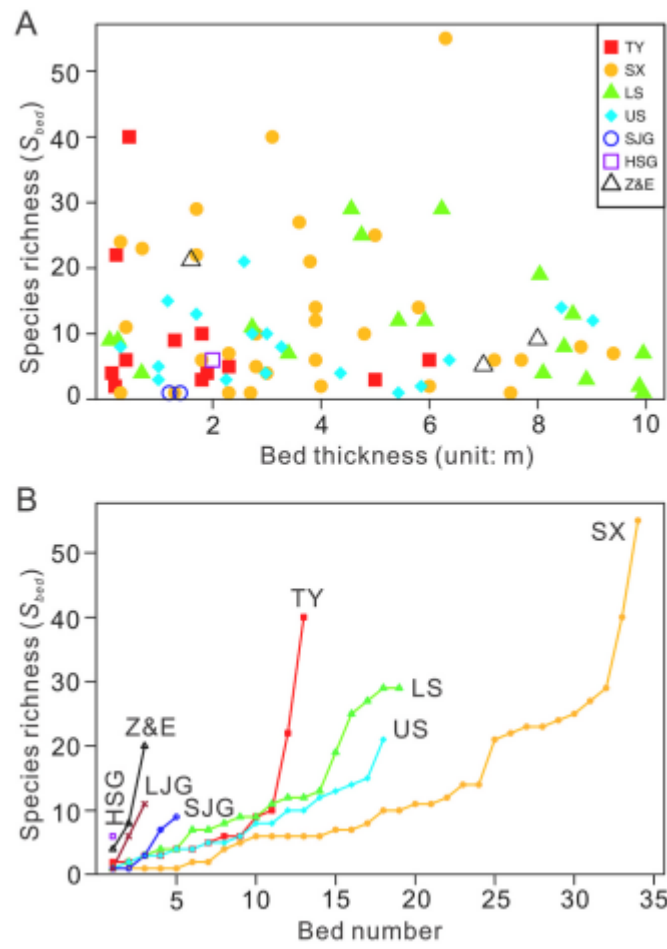 A
Species richness (Sbed)
50
40
30
20
10
0
2
4
6
8
10
Bed thickness (unit: m)
TY
SX
LS
US
SJG
HSG
Z&E
B
Species richness (Sbed)
50
40
30
20
10
0
5
10
15
20
25
30
35
Bed number
SX
TY
LS
US
Z&E
HSG
LJG
SJG